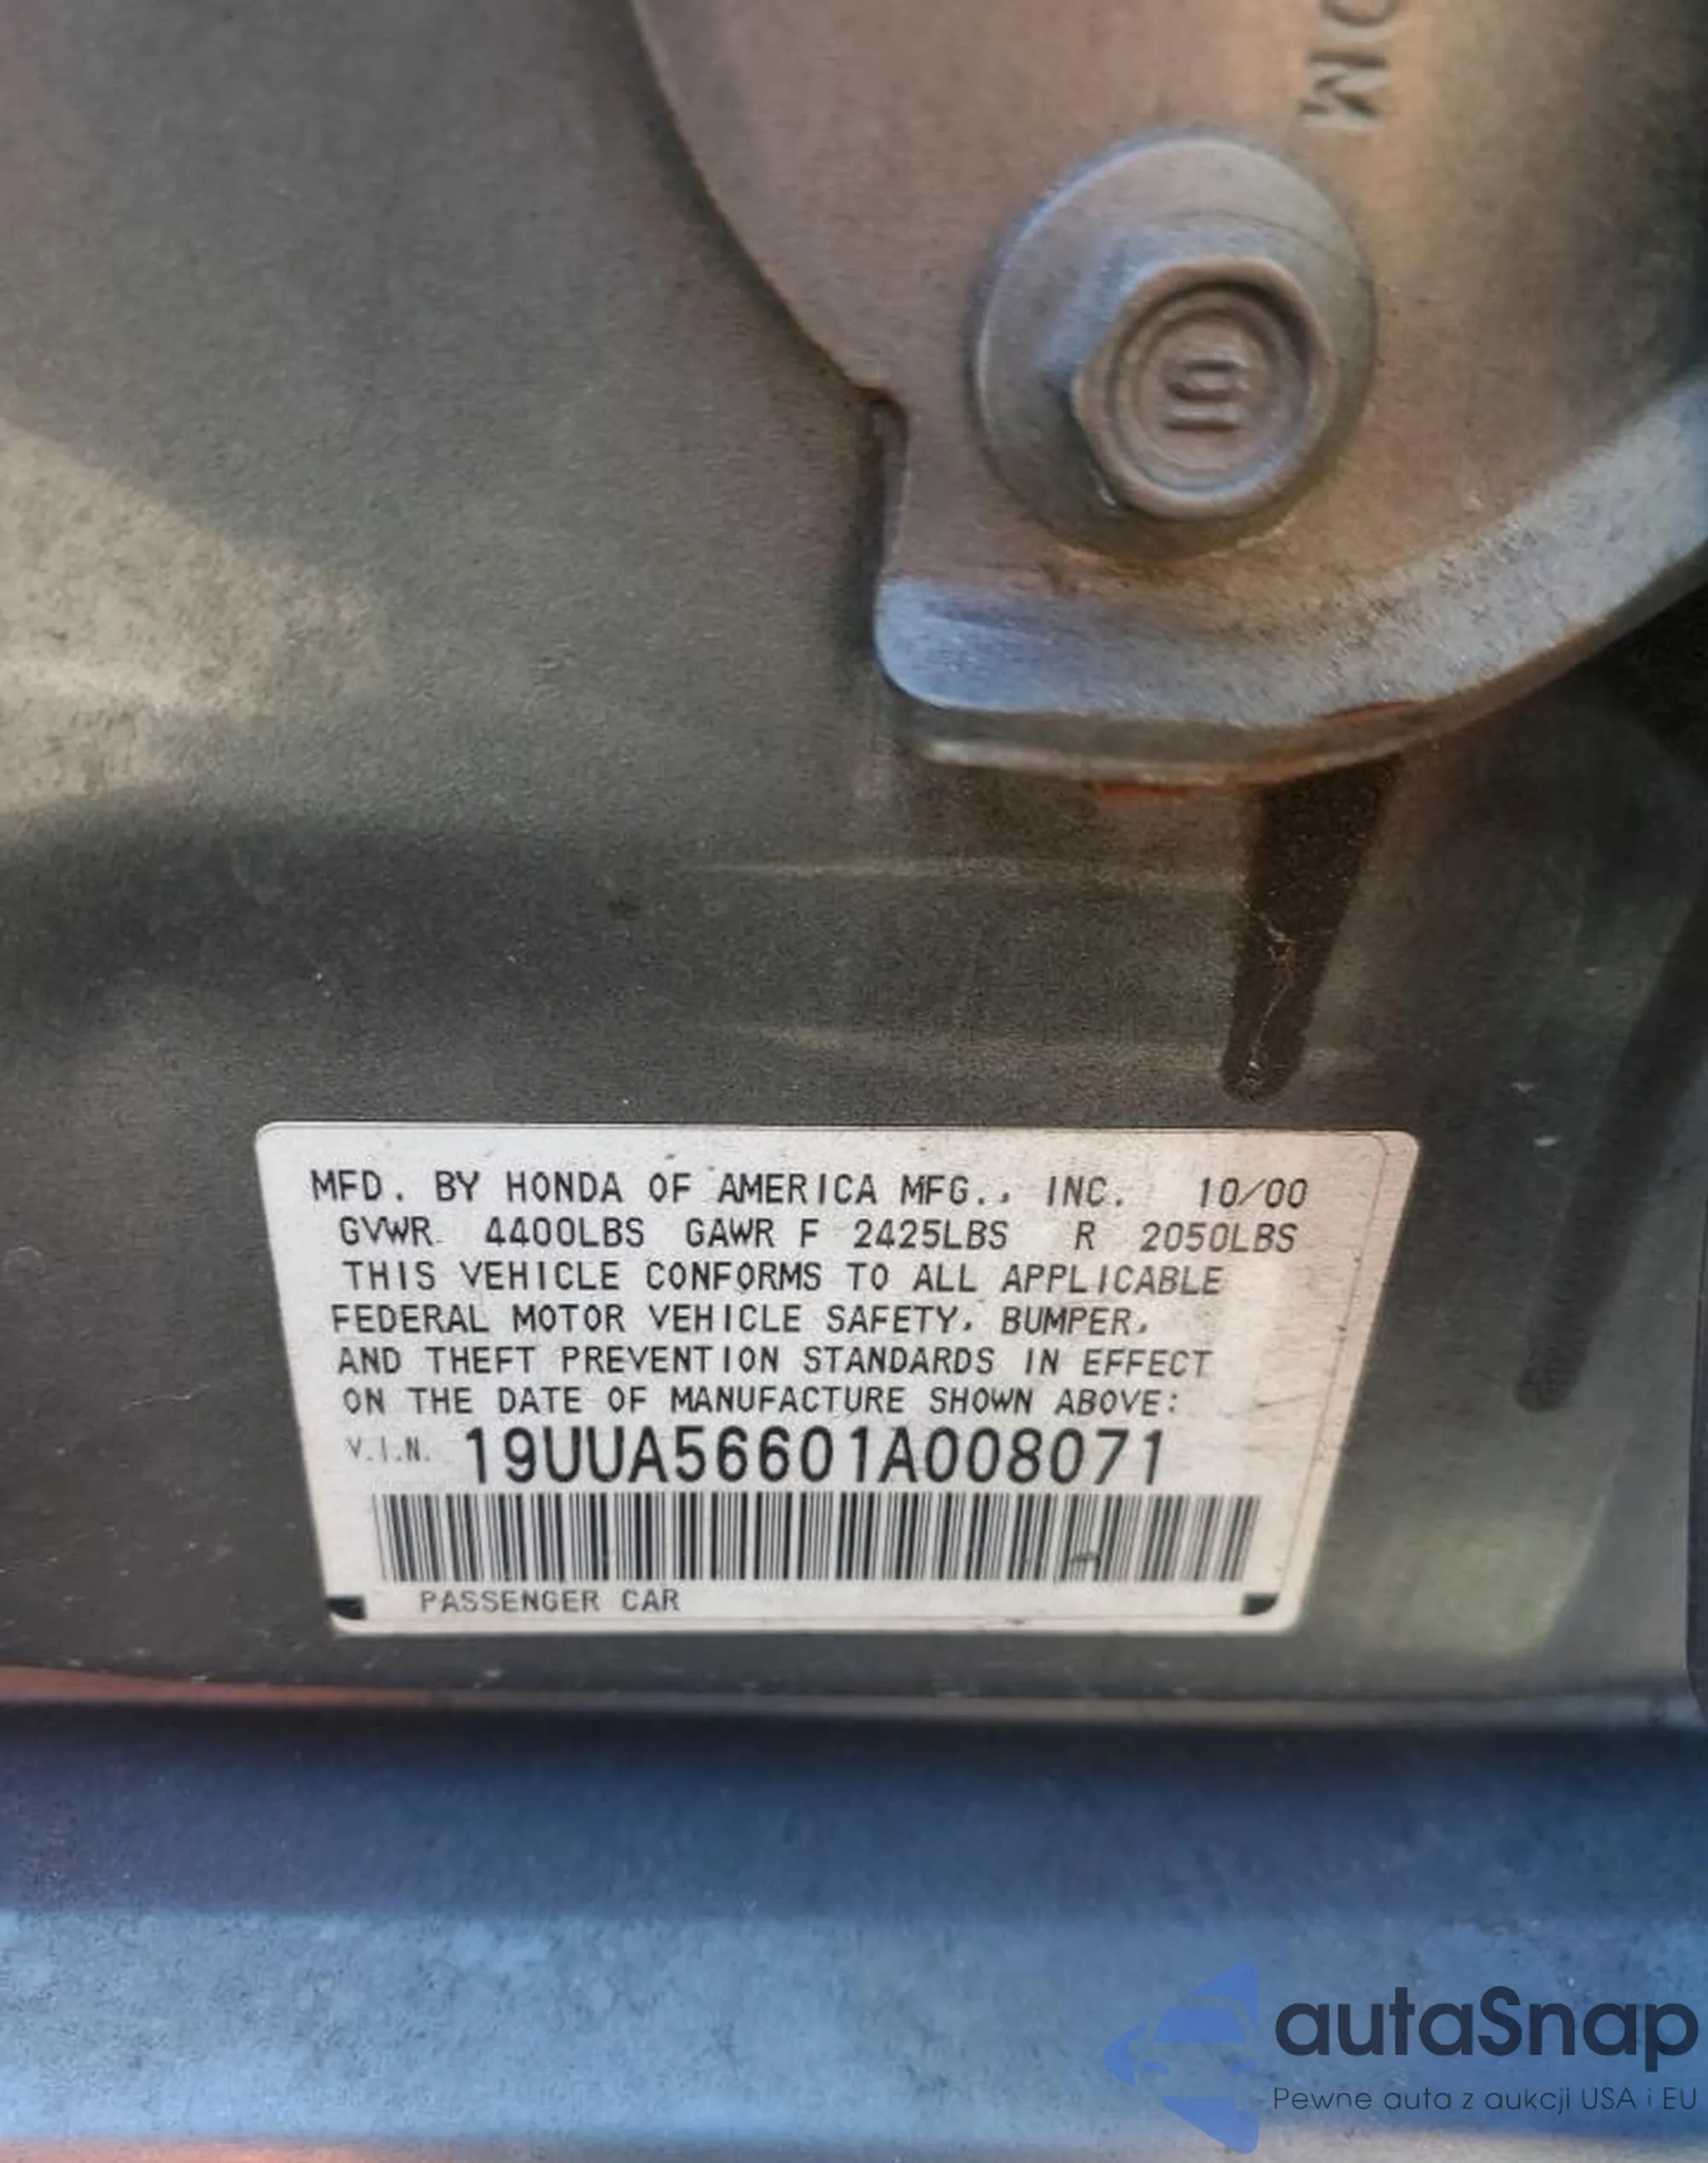 OM
MFD. BY HONDA OF AMERICA MFG., INC. 10/00
GVWR 4400LBS GAWR F 2425LBS R 2050LBS
THIS VEHICLE CONFORMS TO ALL APPLICABLE
FEDERAL MOTOR VEHICLE SAFETY, BUMPER,
AND THEFT PREVENTION STANDARDS IN EFFECT
ON THE DATE OF MANUFACTURE SHOWN ABOVE:
V.I.N. 19UUA56601A008071
PASSENGER CAR
autaSnap
Pewne auta z aukcji USA i EU